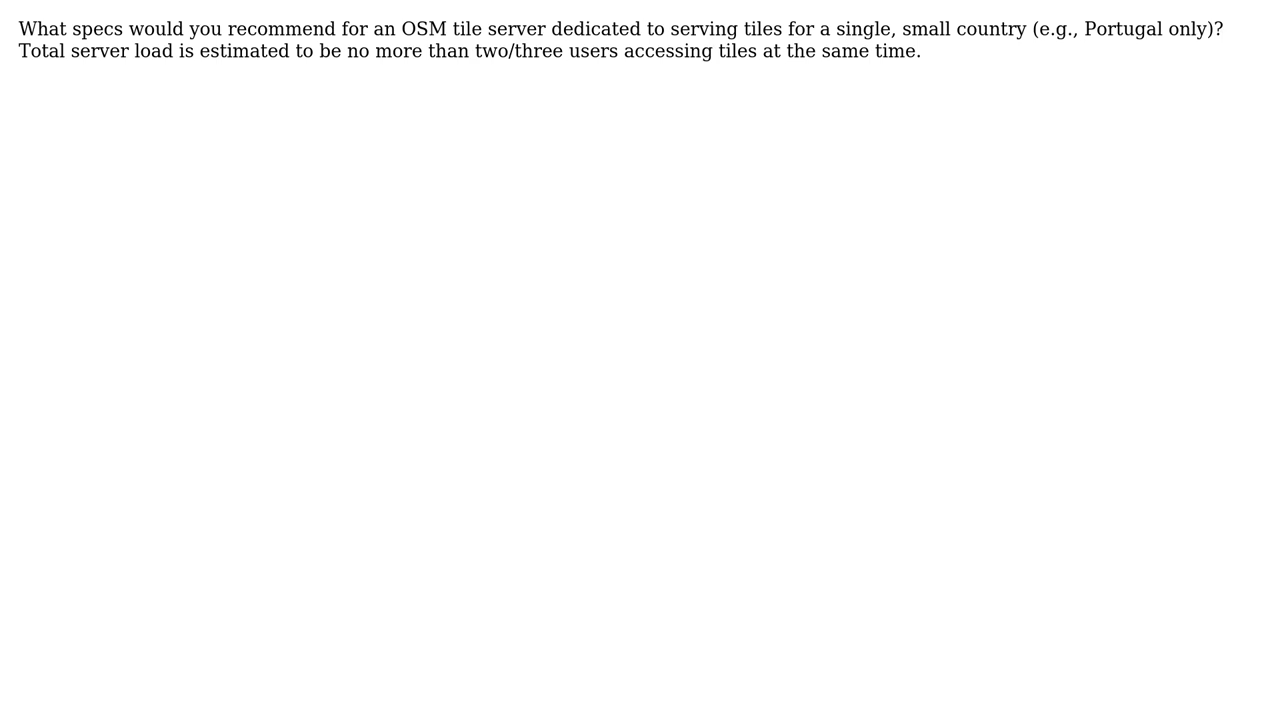 What specs would you recommend for an OSM tile server dedicated to serving tiles for a single, small country (e.g., Portugal only)?
Total server load is estimated to be no more than two/three users accessing tiles at the same time.